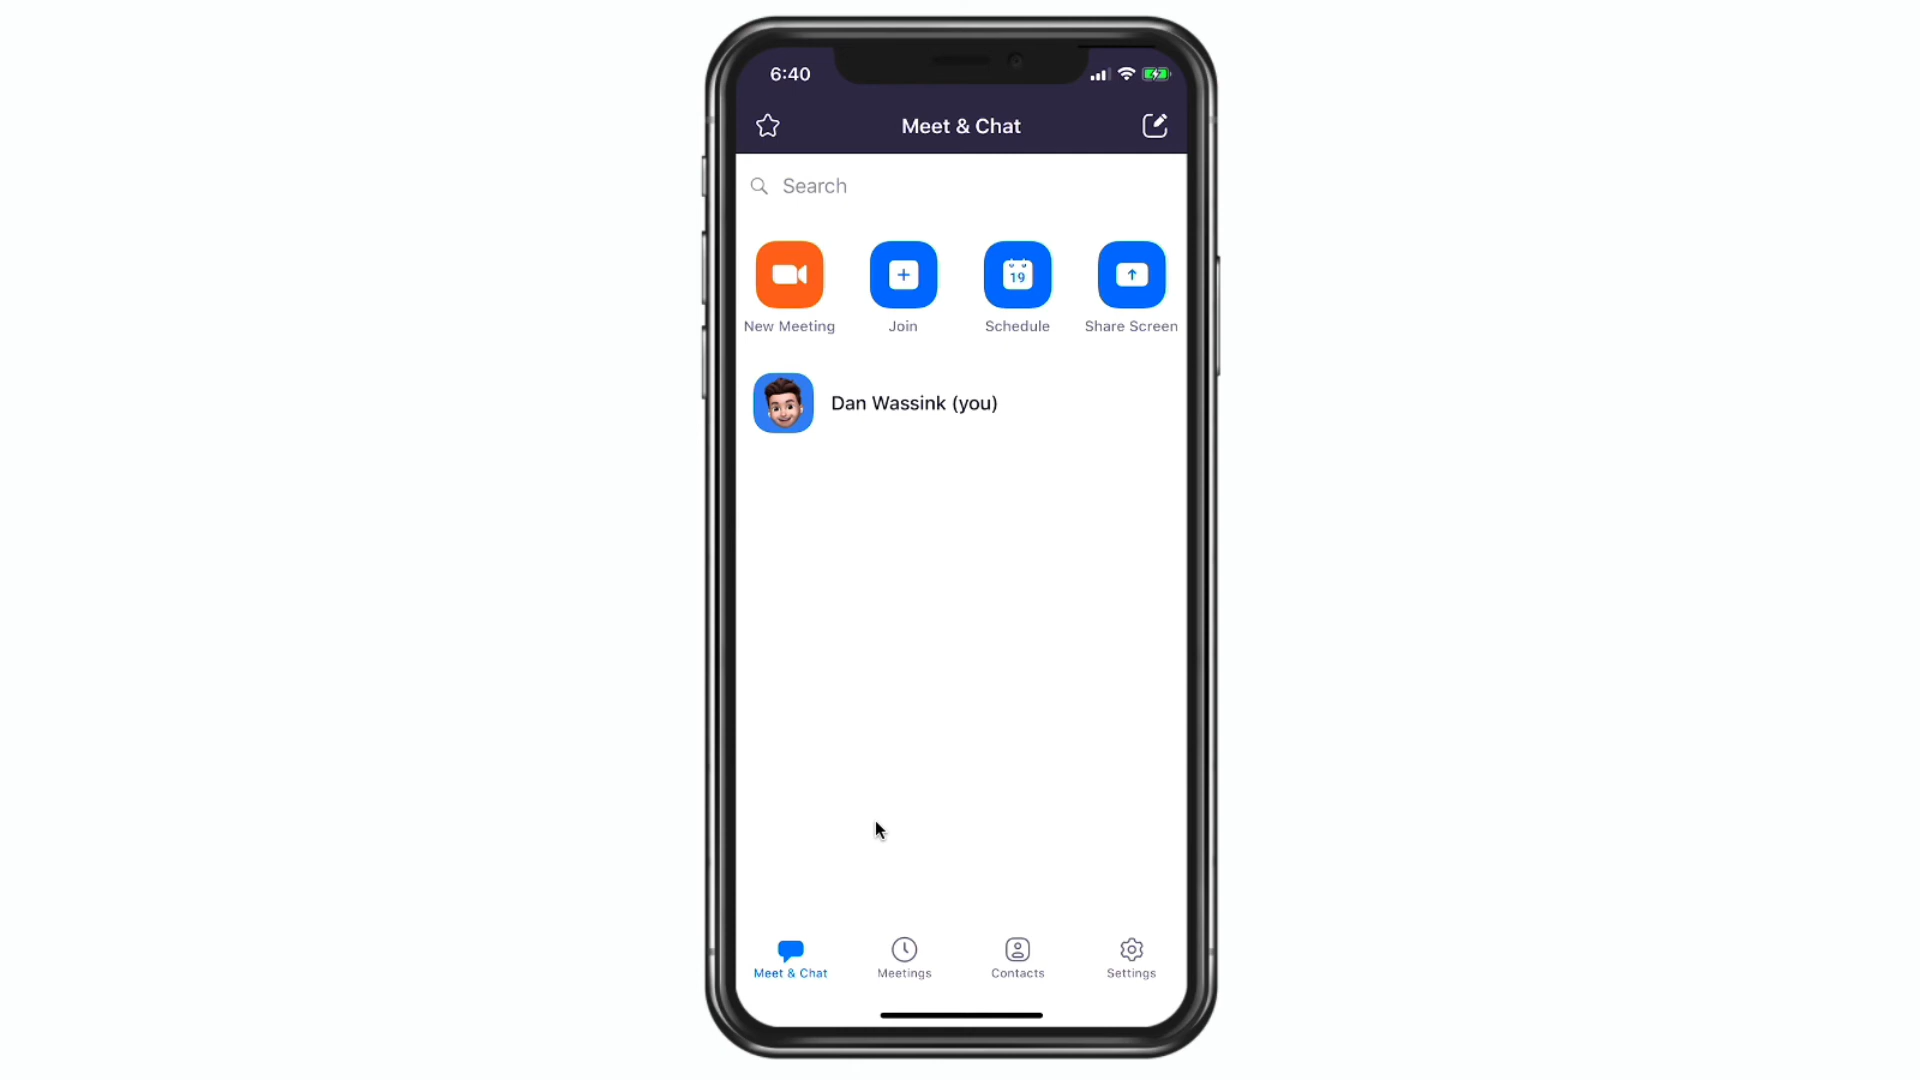 6:40
Meet & Chat
Search
19
New Meeting
Join
Schedule
Share Screen
Dan Wassink (you)
Meet & Chat
Meetings
Contacts
Settings